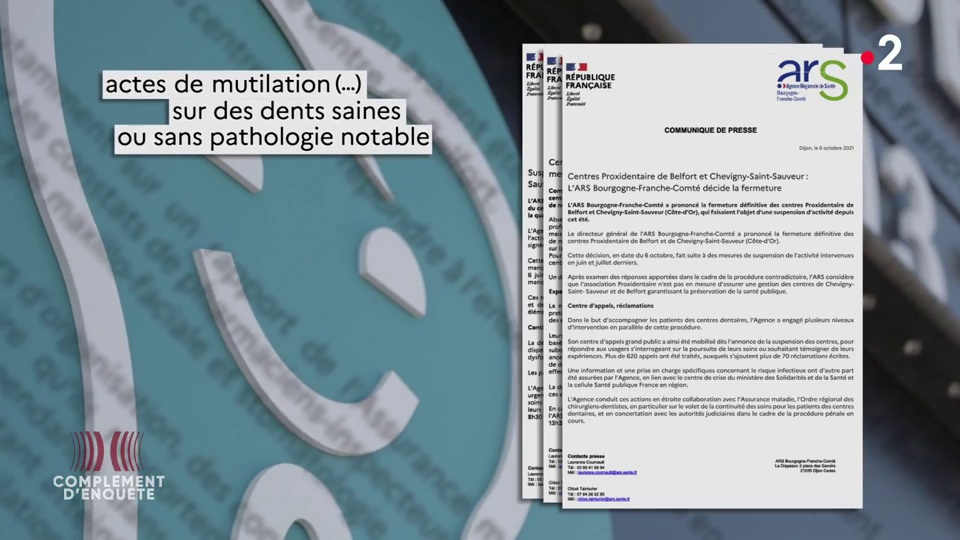 actes de mutilation (...)
sur des dents saines
ou sans pathologie notable
2
RÉPUBLIQUE
FRANÇAISE
Liberté
Égalité
Fraternité
ars
Agence Régionale de Santé
Bourgogne-
Franche-Comté
COMMUNIQUE DE PRESSE
Dijon, le 6 octobre 2021
Centres Proxidentaire de Belfort et Chevigny-Saint-Sauveur :
L'ARS Bourgogne-Franche-Comté décide la fermeture
L'ARS Bourgogne-Franche-Comté a prononcé la fermeture définitive des centres Proxidentaire de
Belfort et Chevigny-Saint-Sauveur (Côte-d'Or), qui faisaient l'objet d'une suspension d'activité depuis
cet été.
Le directeur général de l'ARS Bourgogne-Franche-Comté a prononcé la fermeture définitive des
centres Proxidentaire de Belfort et de Chevigny-Saint-Sauveur (Côte-d'Or).
Cette décision, en date du 6 octobre, fait suite à des mesures de suspension de l'activité intervenues
en juin et juillet derniers.
Après examen des réponses apportées dans le cadre de la procédure contradictoire, l'ARS considère
que l'association Proxidentaire n'est pas en mesure d'assurer une gestion des centres de Chevigny-
Saint- Sauveur et de Belfort garantissant la préservation de la santé publique.
Centre d'appels, réclamations
Dans le but d'accompagner les patients des centres dentaires, l'Agence a engagé plusieurs niveaux
d'intervention en parallèle de cette procédure.
Son centre d'appels grand public a ainsi été mobilisé dès l'annonce de la suspension des centres, pour
répondre aux usagers s'interrogeant sur la poursuite de leurs soins ou souhaitant témoigner de leurs
expériences. Plus de 620 appels ont été traités, auxquels s'ajoutent plus de 70 réclamations écrites.
Une information et une prise en charge spécifiques concernant le risque infectieux ont d'autre part
été assurées par l'Agence, en lien avec le centre de crise du ministère des Solidarités et de la Santé et
la cellule Santé publique France en région.
L'Agence conduit ces actions en étroite collaboration avec l'Assurance maladie, l'Ordre régional des
chirurgiens-dentistes, en particulier sur le volet de la continuité des soins pour les patients des centres
dentaires, et en concertation avec les autorités judiciaires dans le cadre de la procédure pénale en
cours.
Contacts presse
Lauranne Cournault
Chloé Tainturier
ARS Bourgogne-Franche-Comté
Le Diapason 2 place des Savoirs
21035 Dijon Cedex
COMPLEMENT
D'ENQUÊTE